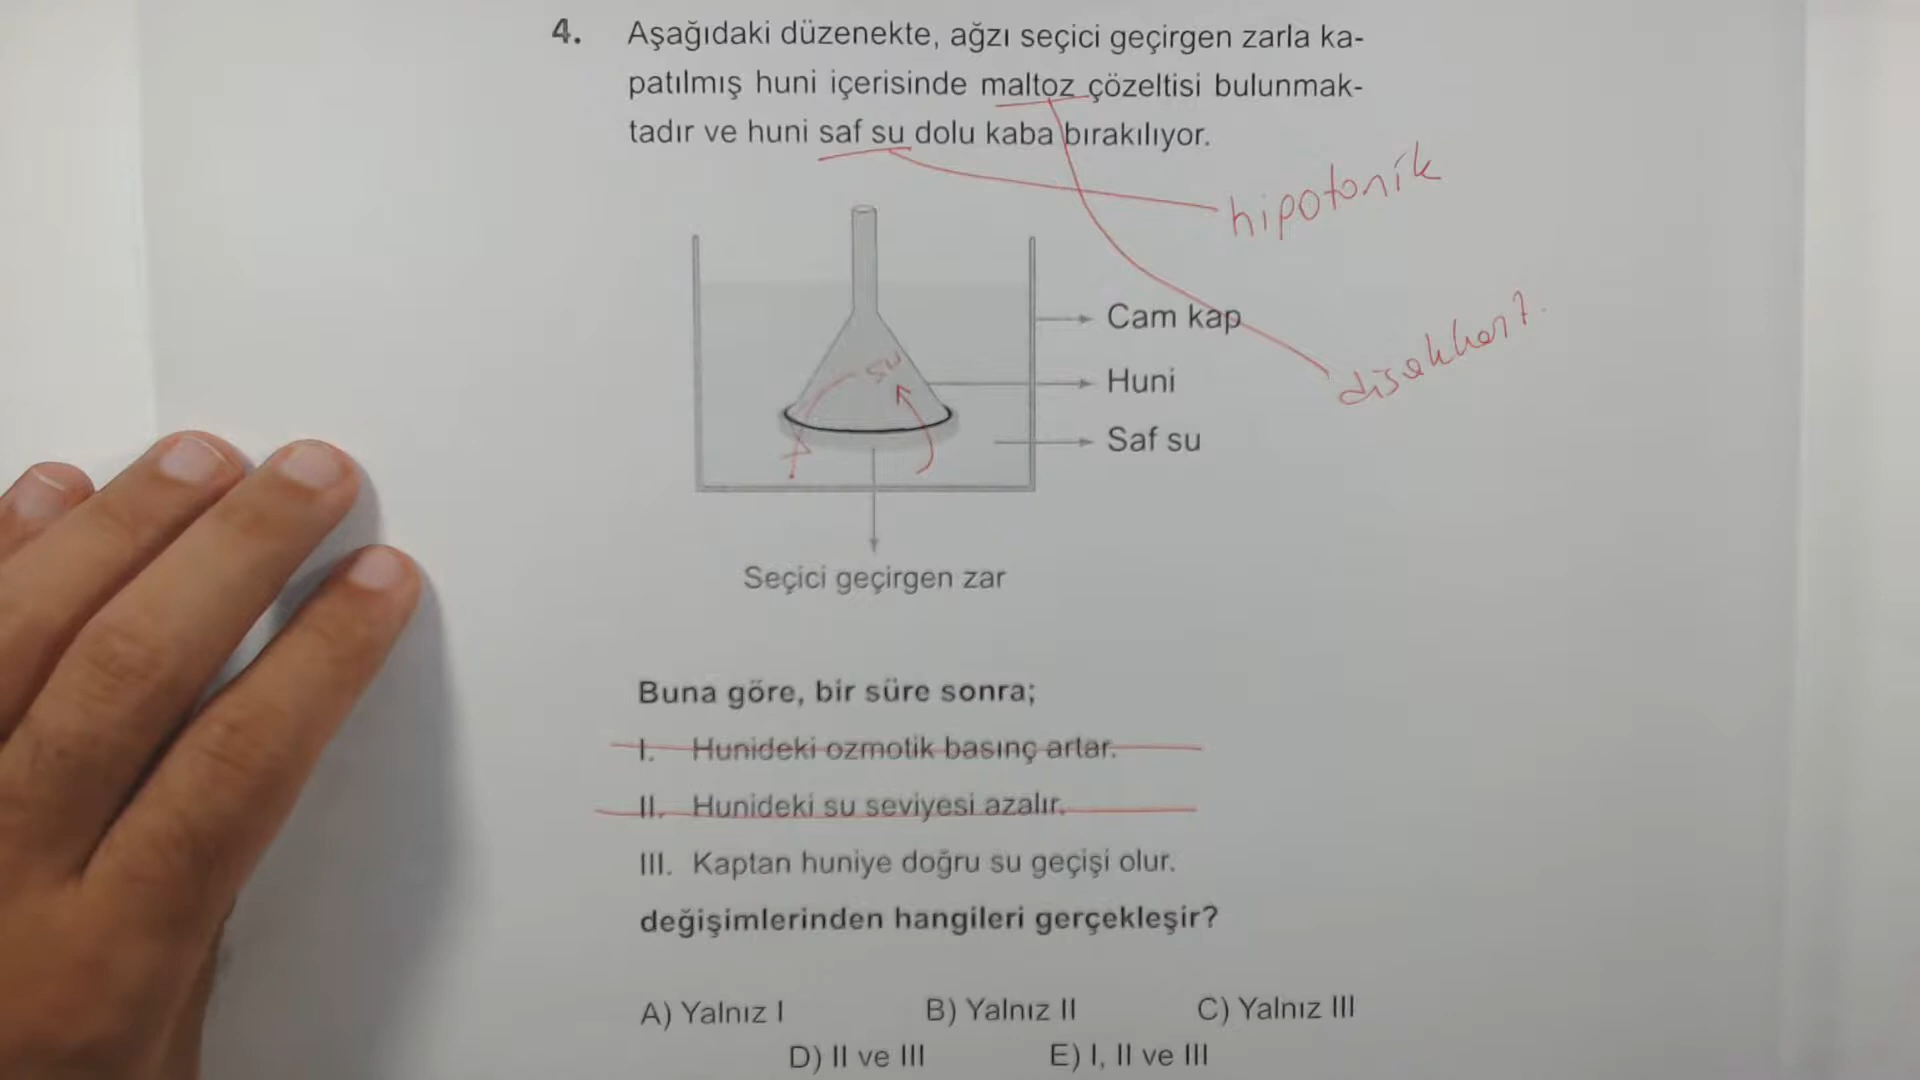 4. Aşağıdaki düzenekte, ağzı seçici geçirgen zarla ka-
patılmış huni içerisinde maltoz çözeltisi bulunmak-
tadır ve huni saf su dolu kaba bırakılıyor.
hipotonik
Cam kap
disakkarit
su
Huni
Saf su
Seçici geçirgen zar
Buna göre, bir süre sonra;
I. Hunideki ozmotik basınç artar.
II. Hunideki su seviyesi azalır.
III. Kaptan huniye doğru su geçişi olur.
değişimlerinden hangileri gerçekleşir?
A) Yalnız I B) Yalnız II C) Yalnız III
D) II ve III E) I, II ve III